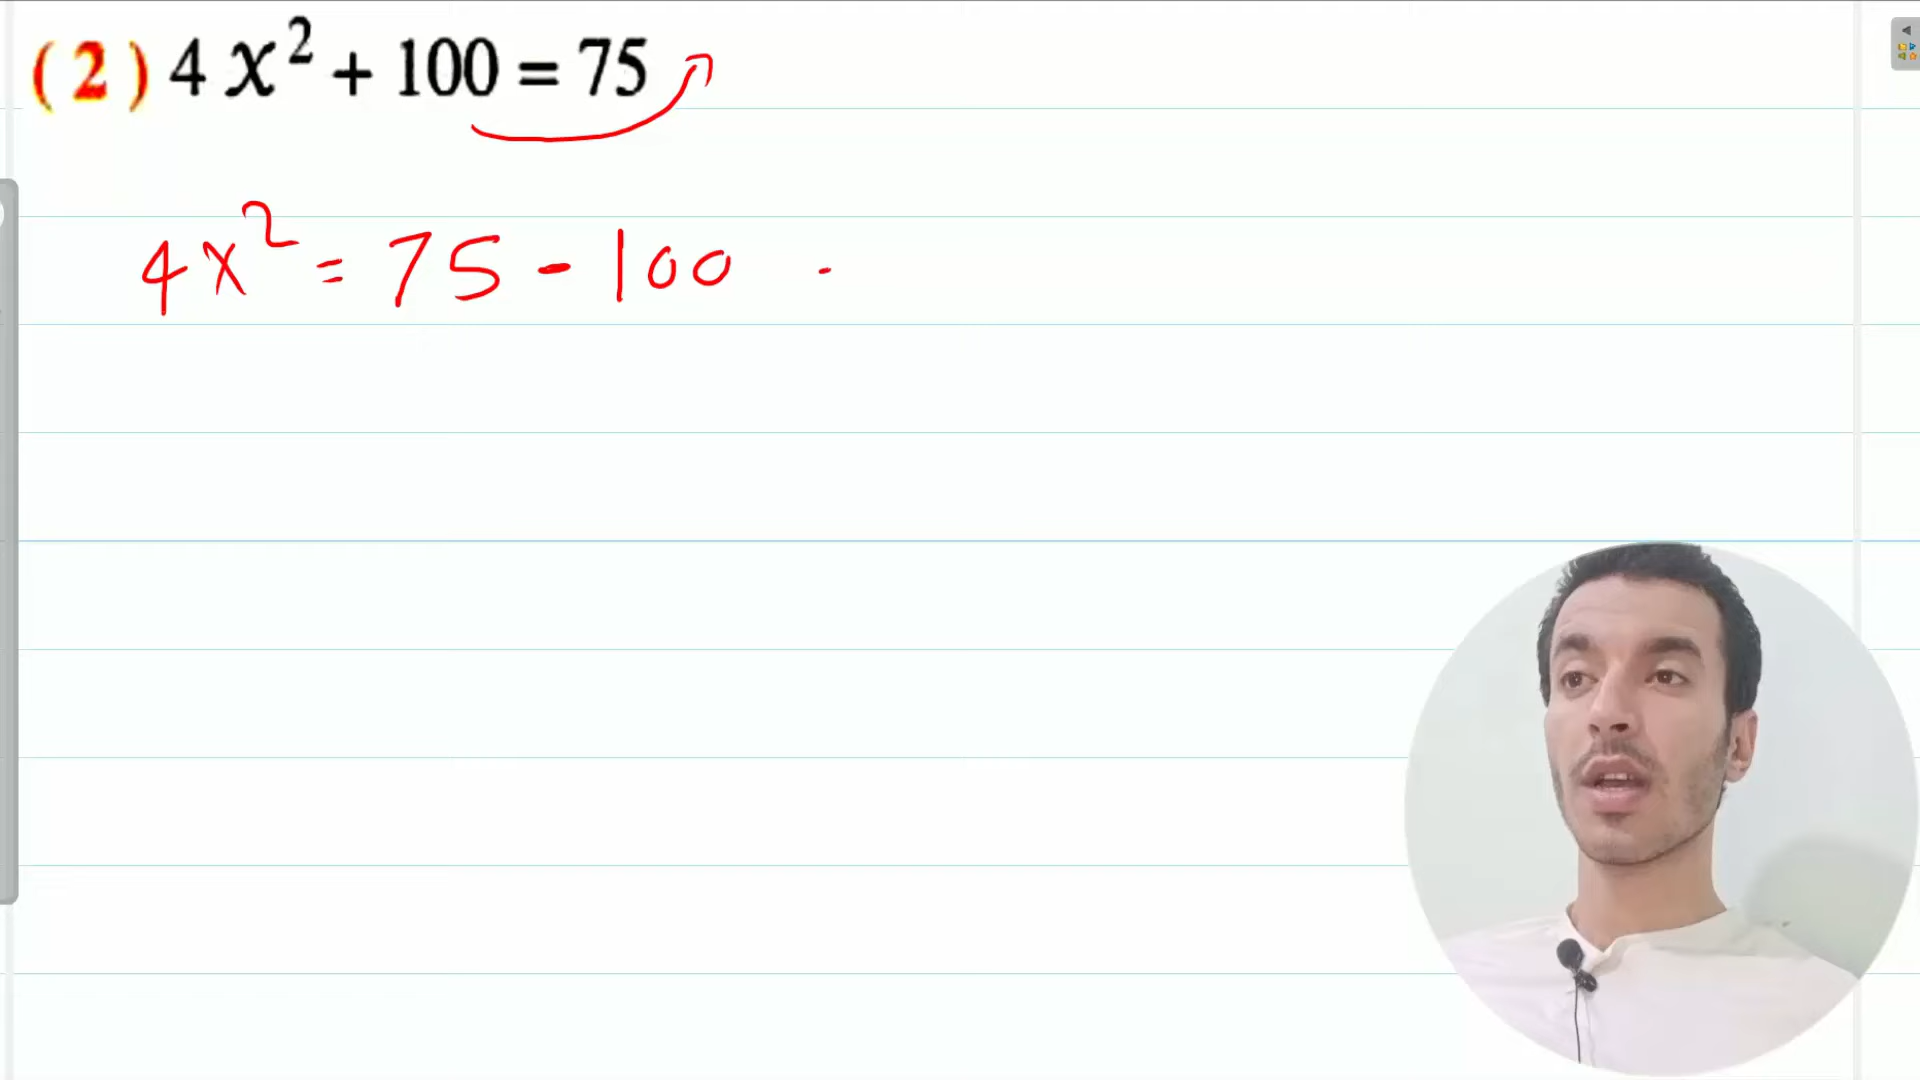 (2) 4x² + 100 = 75
4x² = 75 - 100